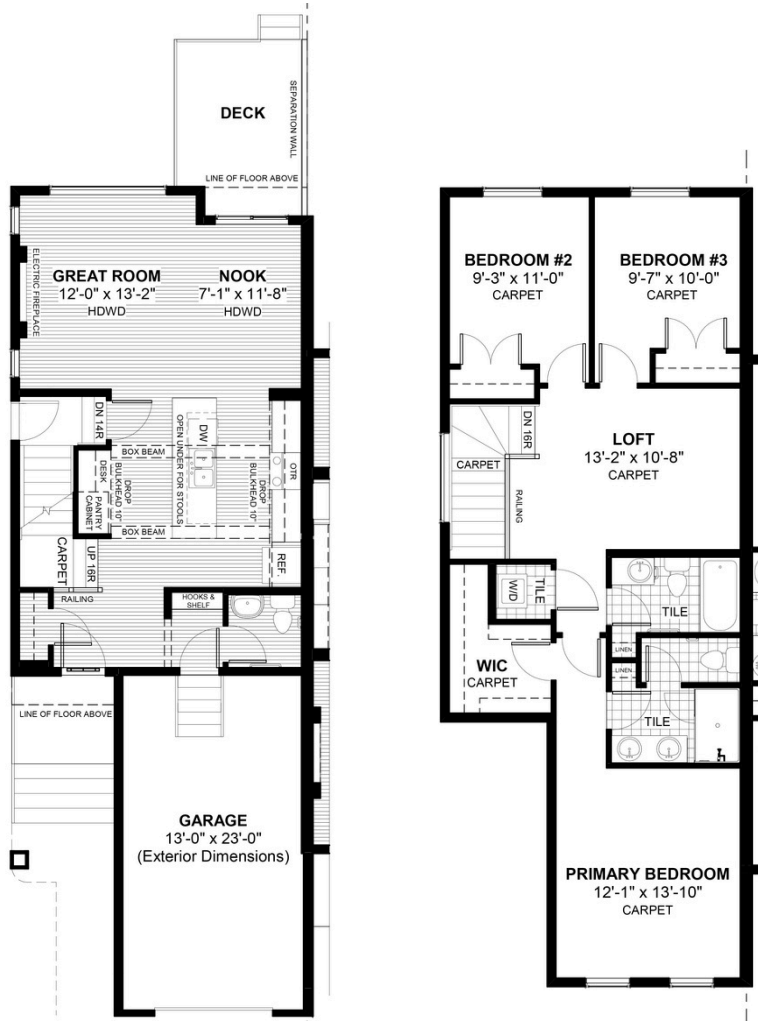 DECK
SEPARATION WALL
LINE OF FLOOR ABOVE
ELECTRIC FIREPLACE
GREAT ROOM
12'-0" x 13'-2"
HDWD
NOOK
7'-1" x 11'-8"
HDWD
DN 14R
DW
OPEN UNDER FOR STOOLS
BOX BEAM
OTR
DESK
PANTRY
CABINET
DROP
BULKHEAD 10"
DROP
BULKHEAD 10"
BOX BEAM
CARPET
UP 16R
REF.
RAILING
HOOKS &
SHELF
LINE OF FLOOR ABOVE
GARAGE
13'-0" x 23'-0"
(Exterior Dimensions)
BEDROOM #2
9'-3" x 11'-0"
CARPET
BEDROOM #3
9'-7" x 10'-0"
CARPET
DN 16R
CARPET
RAILING
LOFT
13'-2" x 10'-8"
CARPET
W/D
TILE
TILE
WIC
CARPET
LINEN
LINEN
TILE
PRIMARY BEDROOM
12'-1" x 13'-10"
CARPET